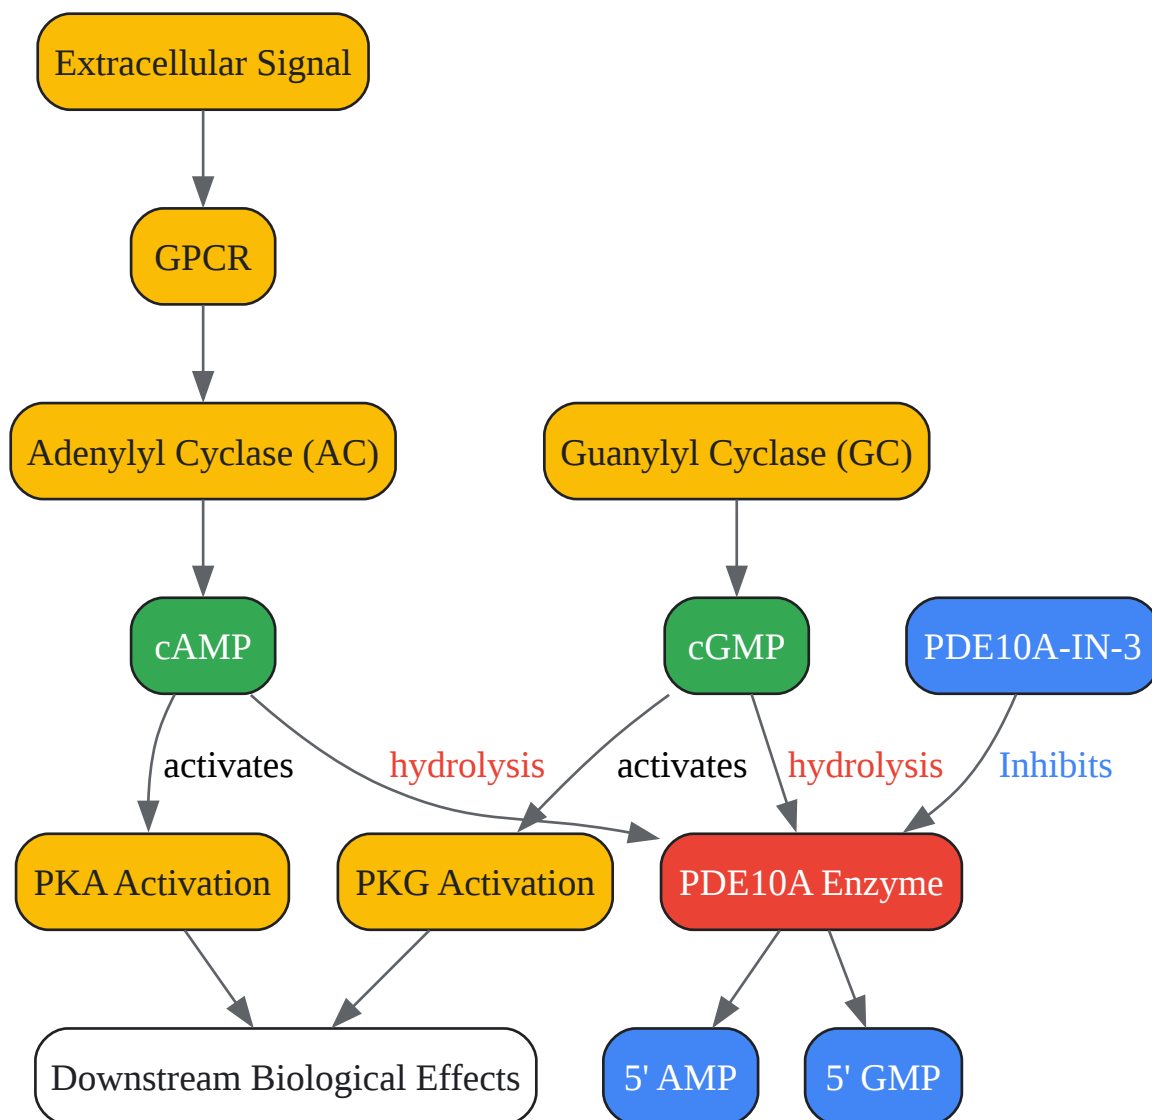 Extracellular Signal
GPCR
Adenylyl Cyclase (AC)
Guanylyl Cyclase (GC)
cAMP
cGMP
PDE10A-IN-3
activates
hydrolysis
activates
hydrolysis
Inhibits
PKA Activation
PKG Activation
PDE10A Enzyme
Downstream Biological Effects
5' AMP
5' GMP